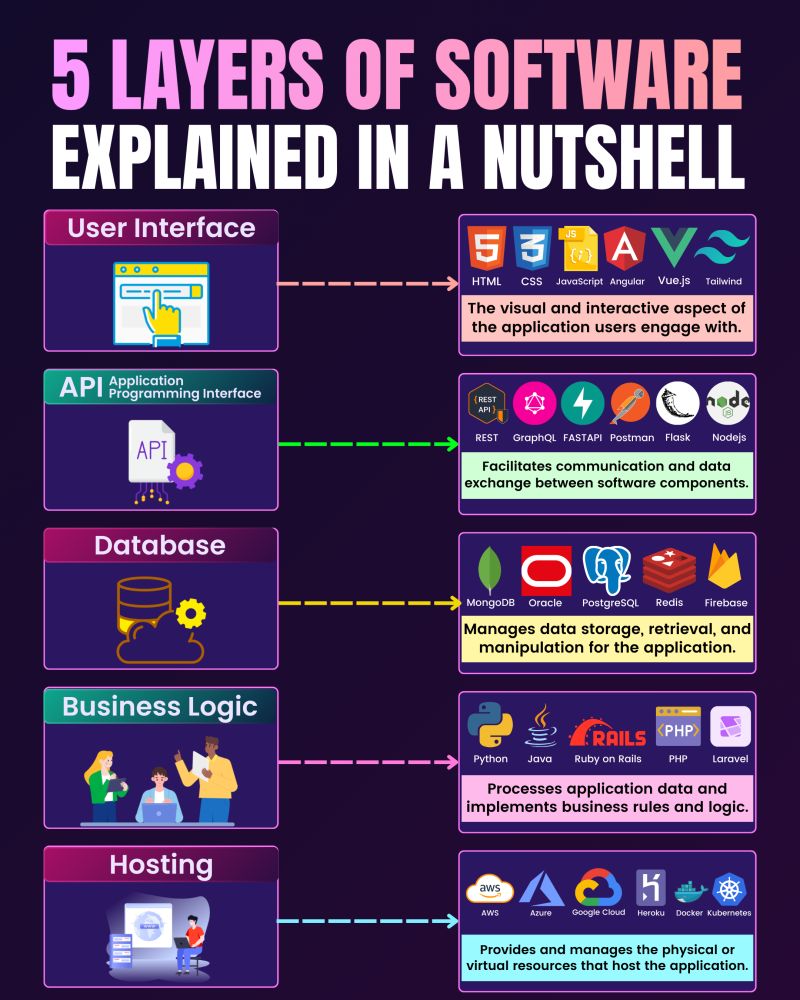 5 LAYERS OF SOFTWARE
EXPLAINED IN A NUTSHELL
User Interface
JS
HTML
CSS
JavaScript
Angular
Vue.js
Tailwind
The visual and interactive aspect of
the application users engage with.
API Application
Programming Interface
API
{REST
API}
node
JS
REST
GraphQL
FASTAPI
Postman
Flask
Nodejs
Facilitates communication and data
exchange between software components.
Database
MongoDB
Oracle
PostgreSQL
Redis
Firebase
Manages data storage, retrieval, and
manipulation for the application.
Business Logic
RAILS
<PHP>
Python
Java
Ruby on Rails
PHP
Laravel
Processes application data and
implements business rules and logic.
Hosting
www
aws
AWS
Azure
Google Cloud
Heroku
Docker
Kubernetes
Provides and manages the physical or
virtual resources that host the application.